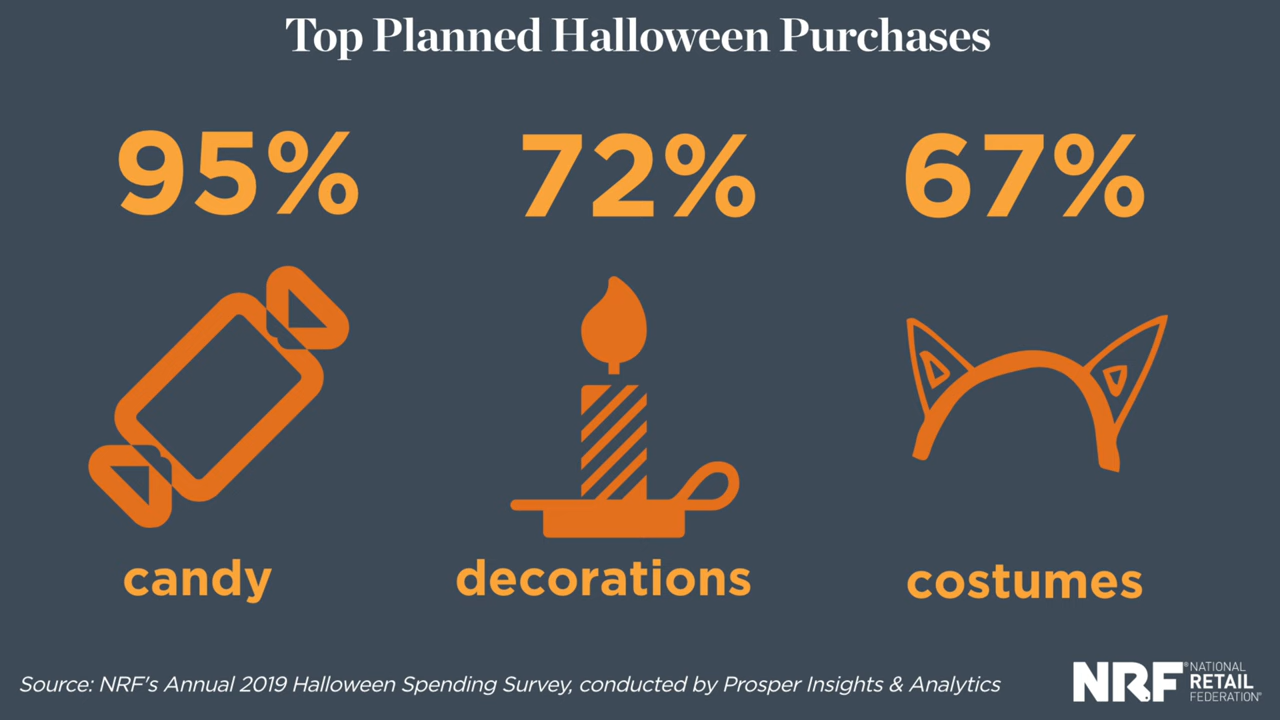 Top Planned Halloween Purchases
95%
72%
67%
candy
decorations
costumes
Source: NRF's Annual 2019 Halloween Spending Survey, conducted by Prosper Insights & Analytics
NRF®
NATIONAL
RETAIL
FEDERATION®